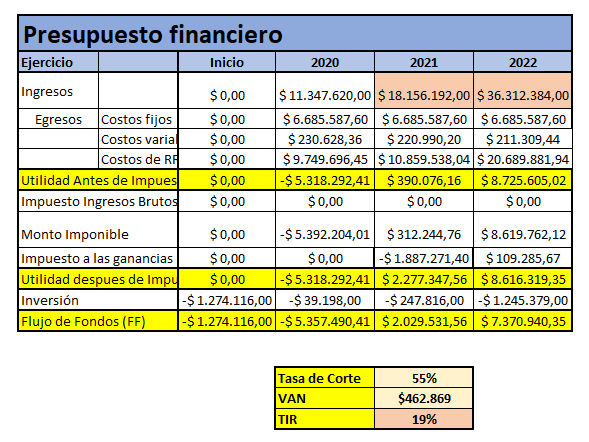 Presupuesto financiero
Ejercicio Inicio 2020 2021 2022
Ingresos $ 0,00 $ 11.347.620,00 $ 18.156.192,00 $ 36.312.384,00
Egresos Costos fijos $ 0,00 $ 6.685.587,60 $ 6.685.587,60 $ 6.685.587,60
Costos varial $ 0,00 $ 230.628,36 $ 220.990,20 $ 211.309,44
Costos de RF $ 0,00 $ 9.749.696,45 $ 10.859.538,04 $ 20.689.881,94
Utilidad Antes de Impues $ 0,00 -$ 5.318.292,41 $ 390.076,16 $ 8.725.605,02
Impuesto Ingresos Brutos $ 0,00 $ 0,00 $ 0,00 $ 0,00
Monto Imponible $ 0,00 -$ 5.392.204,01 $ 312.244,76 $ 8.619.762,12
Impuesto a las ganancias $ 0,00 $ 0,00 -$ 1.887.271,40 $ 109.285,67
Utilidad despues de Impu $ 0,00 -$ 5.318.292,41 $ 2.277.347,56 $ 8.616.319,35
Inversión -$ 1.274.116,00 -$ 39.198,00 -$ 247.816,00 -$ 1.245.379,00
Flujo de Fondos (FF) -$ 1.274.116,00 -$ 5.357.490,41 $ 2.029.531,56 $ 7.370.940,35
Tasa de Corte 55%
VAN $462.869
TIR 19%